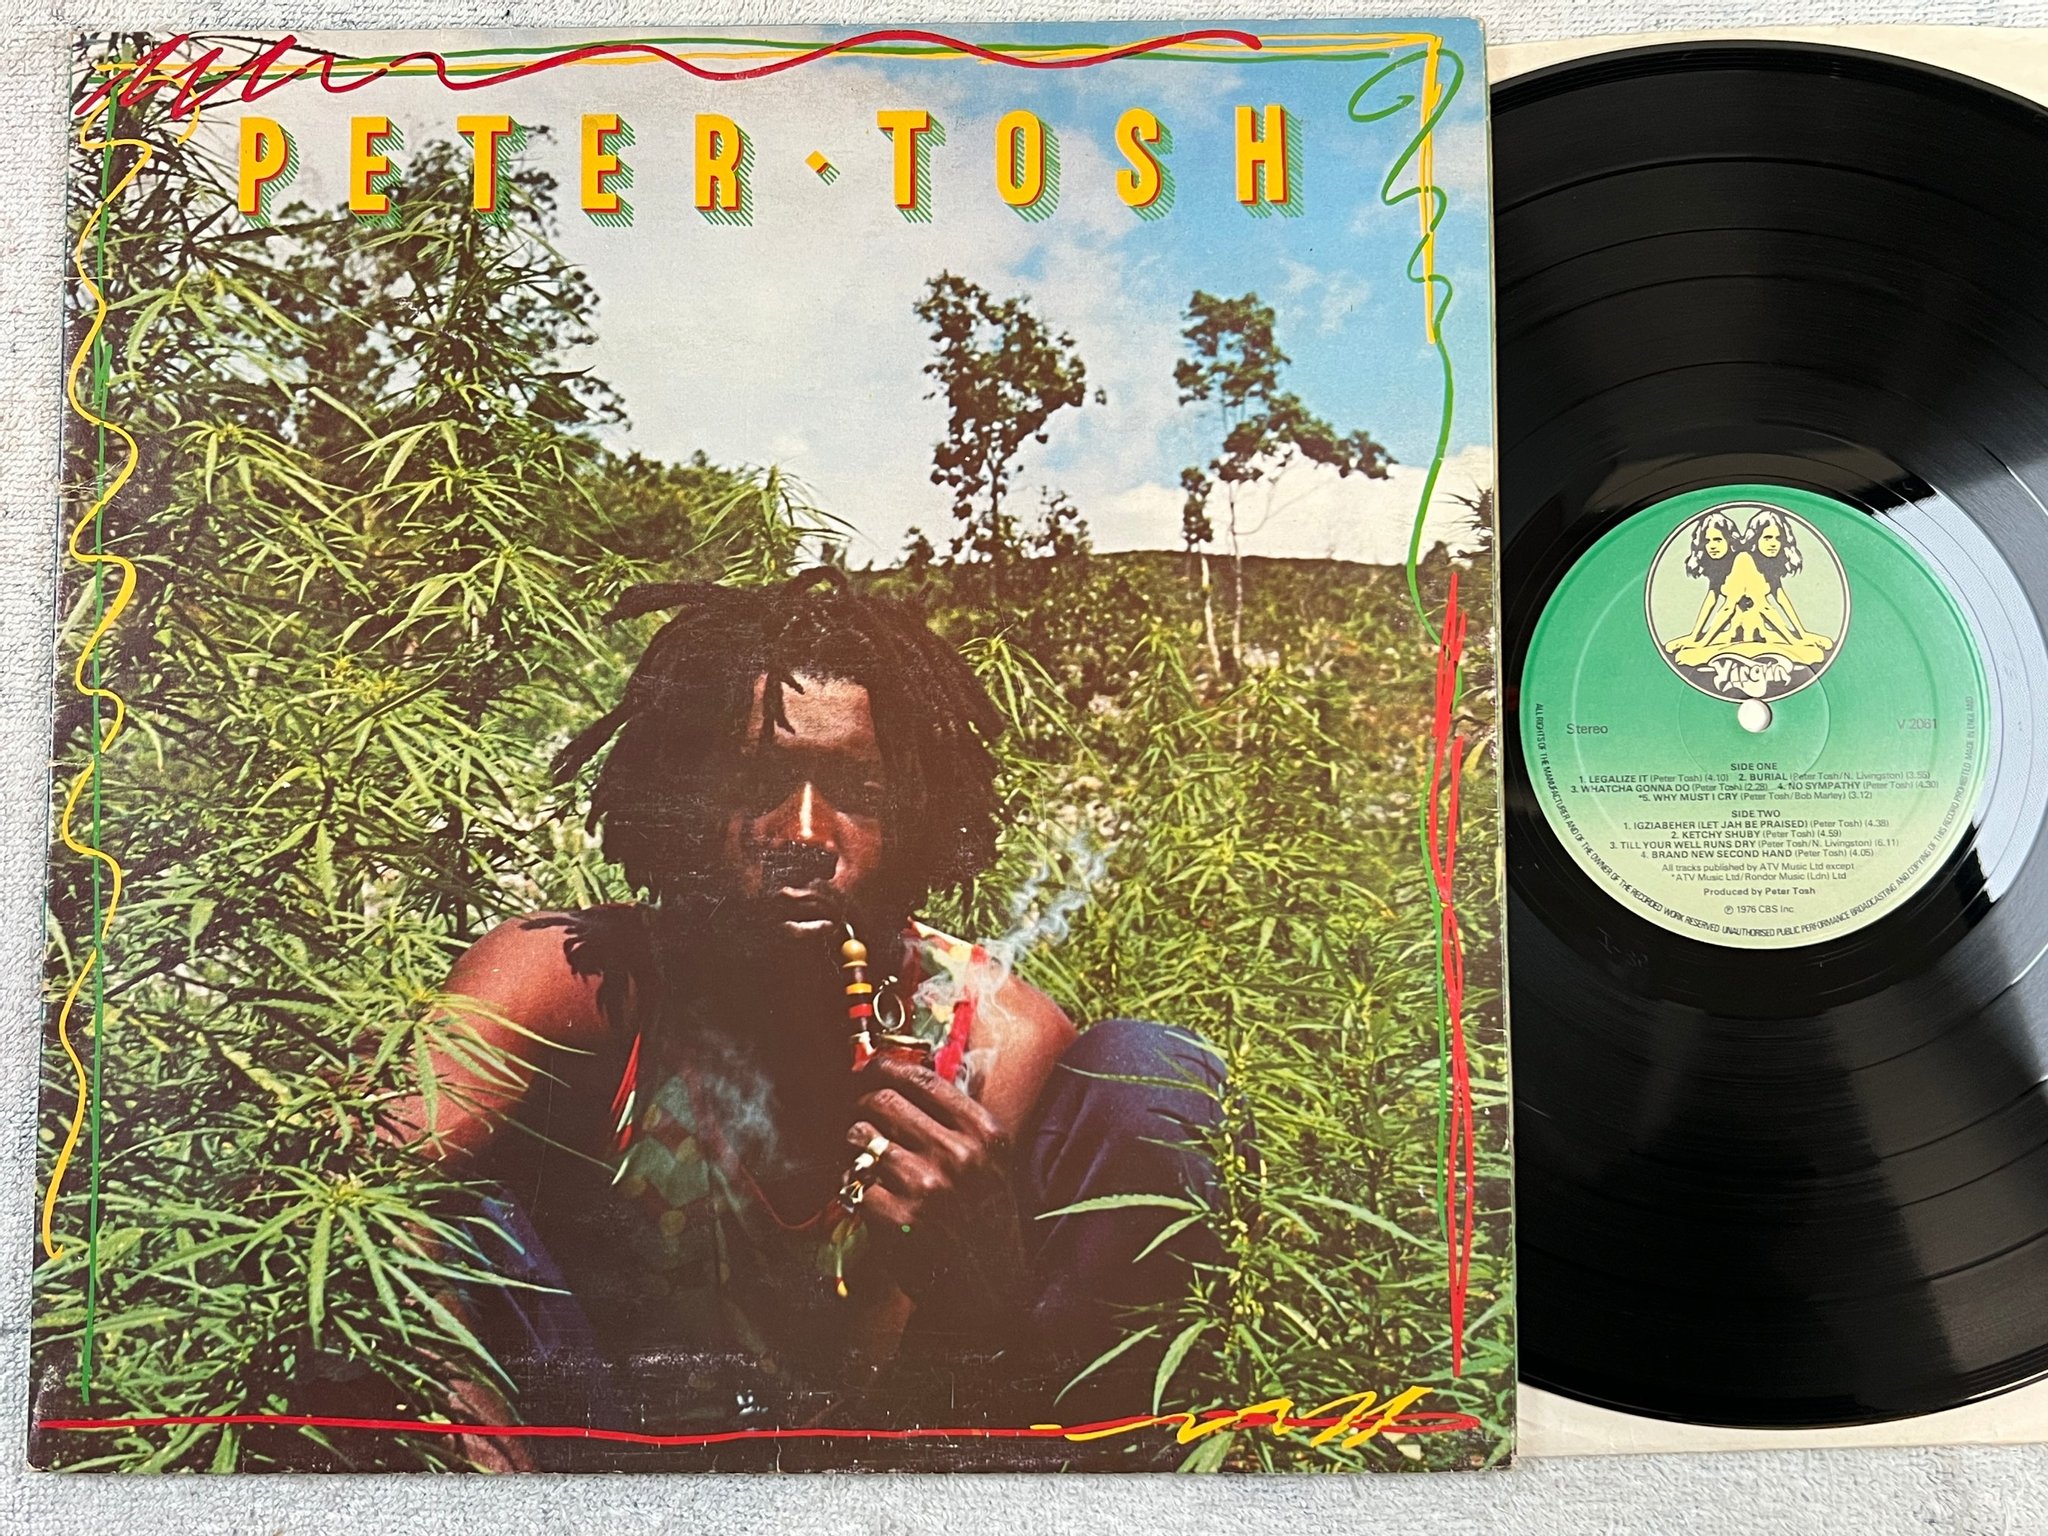 PETER·TOSH
Virgin
Stereo
V 2061
SIDE ONE
1. LEGALIZE IT (Peter Tosh) (4.10) 2. BURIAL (Peter Tosh/N. Livingston) (3.55)
3. WHATCHA GONNA DO (Peter Tosh) (2.28) 4. NO SYMPATHY (Peter Tosh) (4.30)
*5. WHY MUST I CRY (Peter Tosh/Bob Marley) (3.12)
SIDE TWO
1. IGZIABEHER (LET JAH BE PRAISED) (Peter Tosh) (4.38)
2. KETCHY SHUBY (Peter Tosh) (4.59)
3. TILL YOUR WELL RUNS DRY (Peter Tosh/N. Livingston) (6.11)
4. BRAND NEW SECOND HAND (Peter Tosh) (4.05)
All tracks published by ATV Music Ltd except
*ATV Music Ltd/Rondor Music (Ldn) Ltd
Produced by Peter Tosh
℗ 1976 CBS Inc
ALL RIGHTS OF THE MANUFACTURER AND OF THE OWNER OF THE RECORDED WORK RESERVED UNAUTHORISED PUBLIC PERFORMANCE BROADCASTING AND COPYING OF THIS RECORD PROHIBITED MADE IN ENGLAND